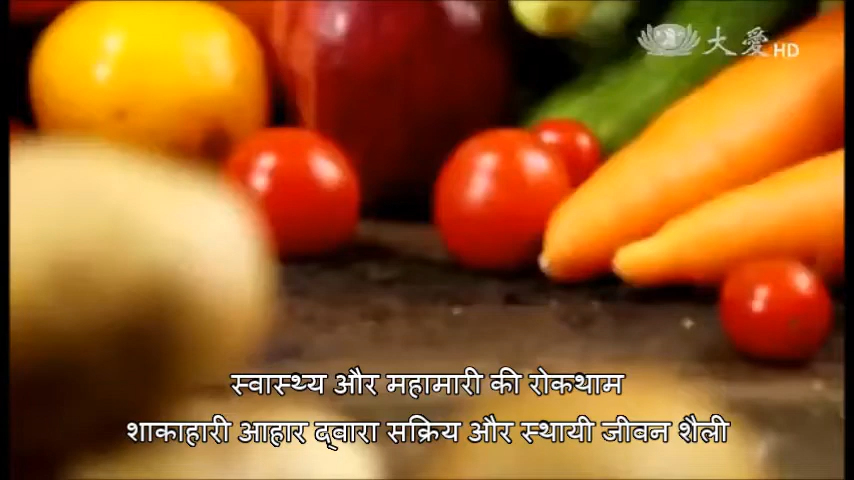 大愛HD
स्वास्थ्य और महामारी की रोकथाम
शाकाहारी आहार द्वारा सक्रिय और स्थायी जीवन शैली